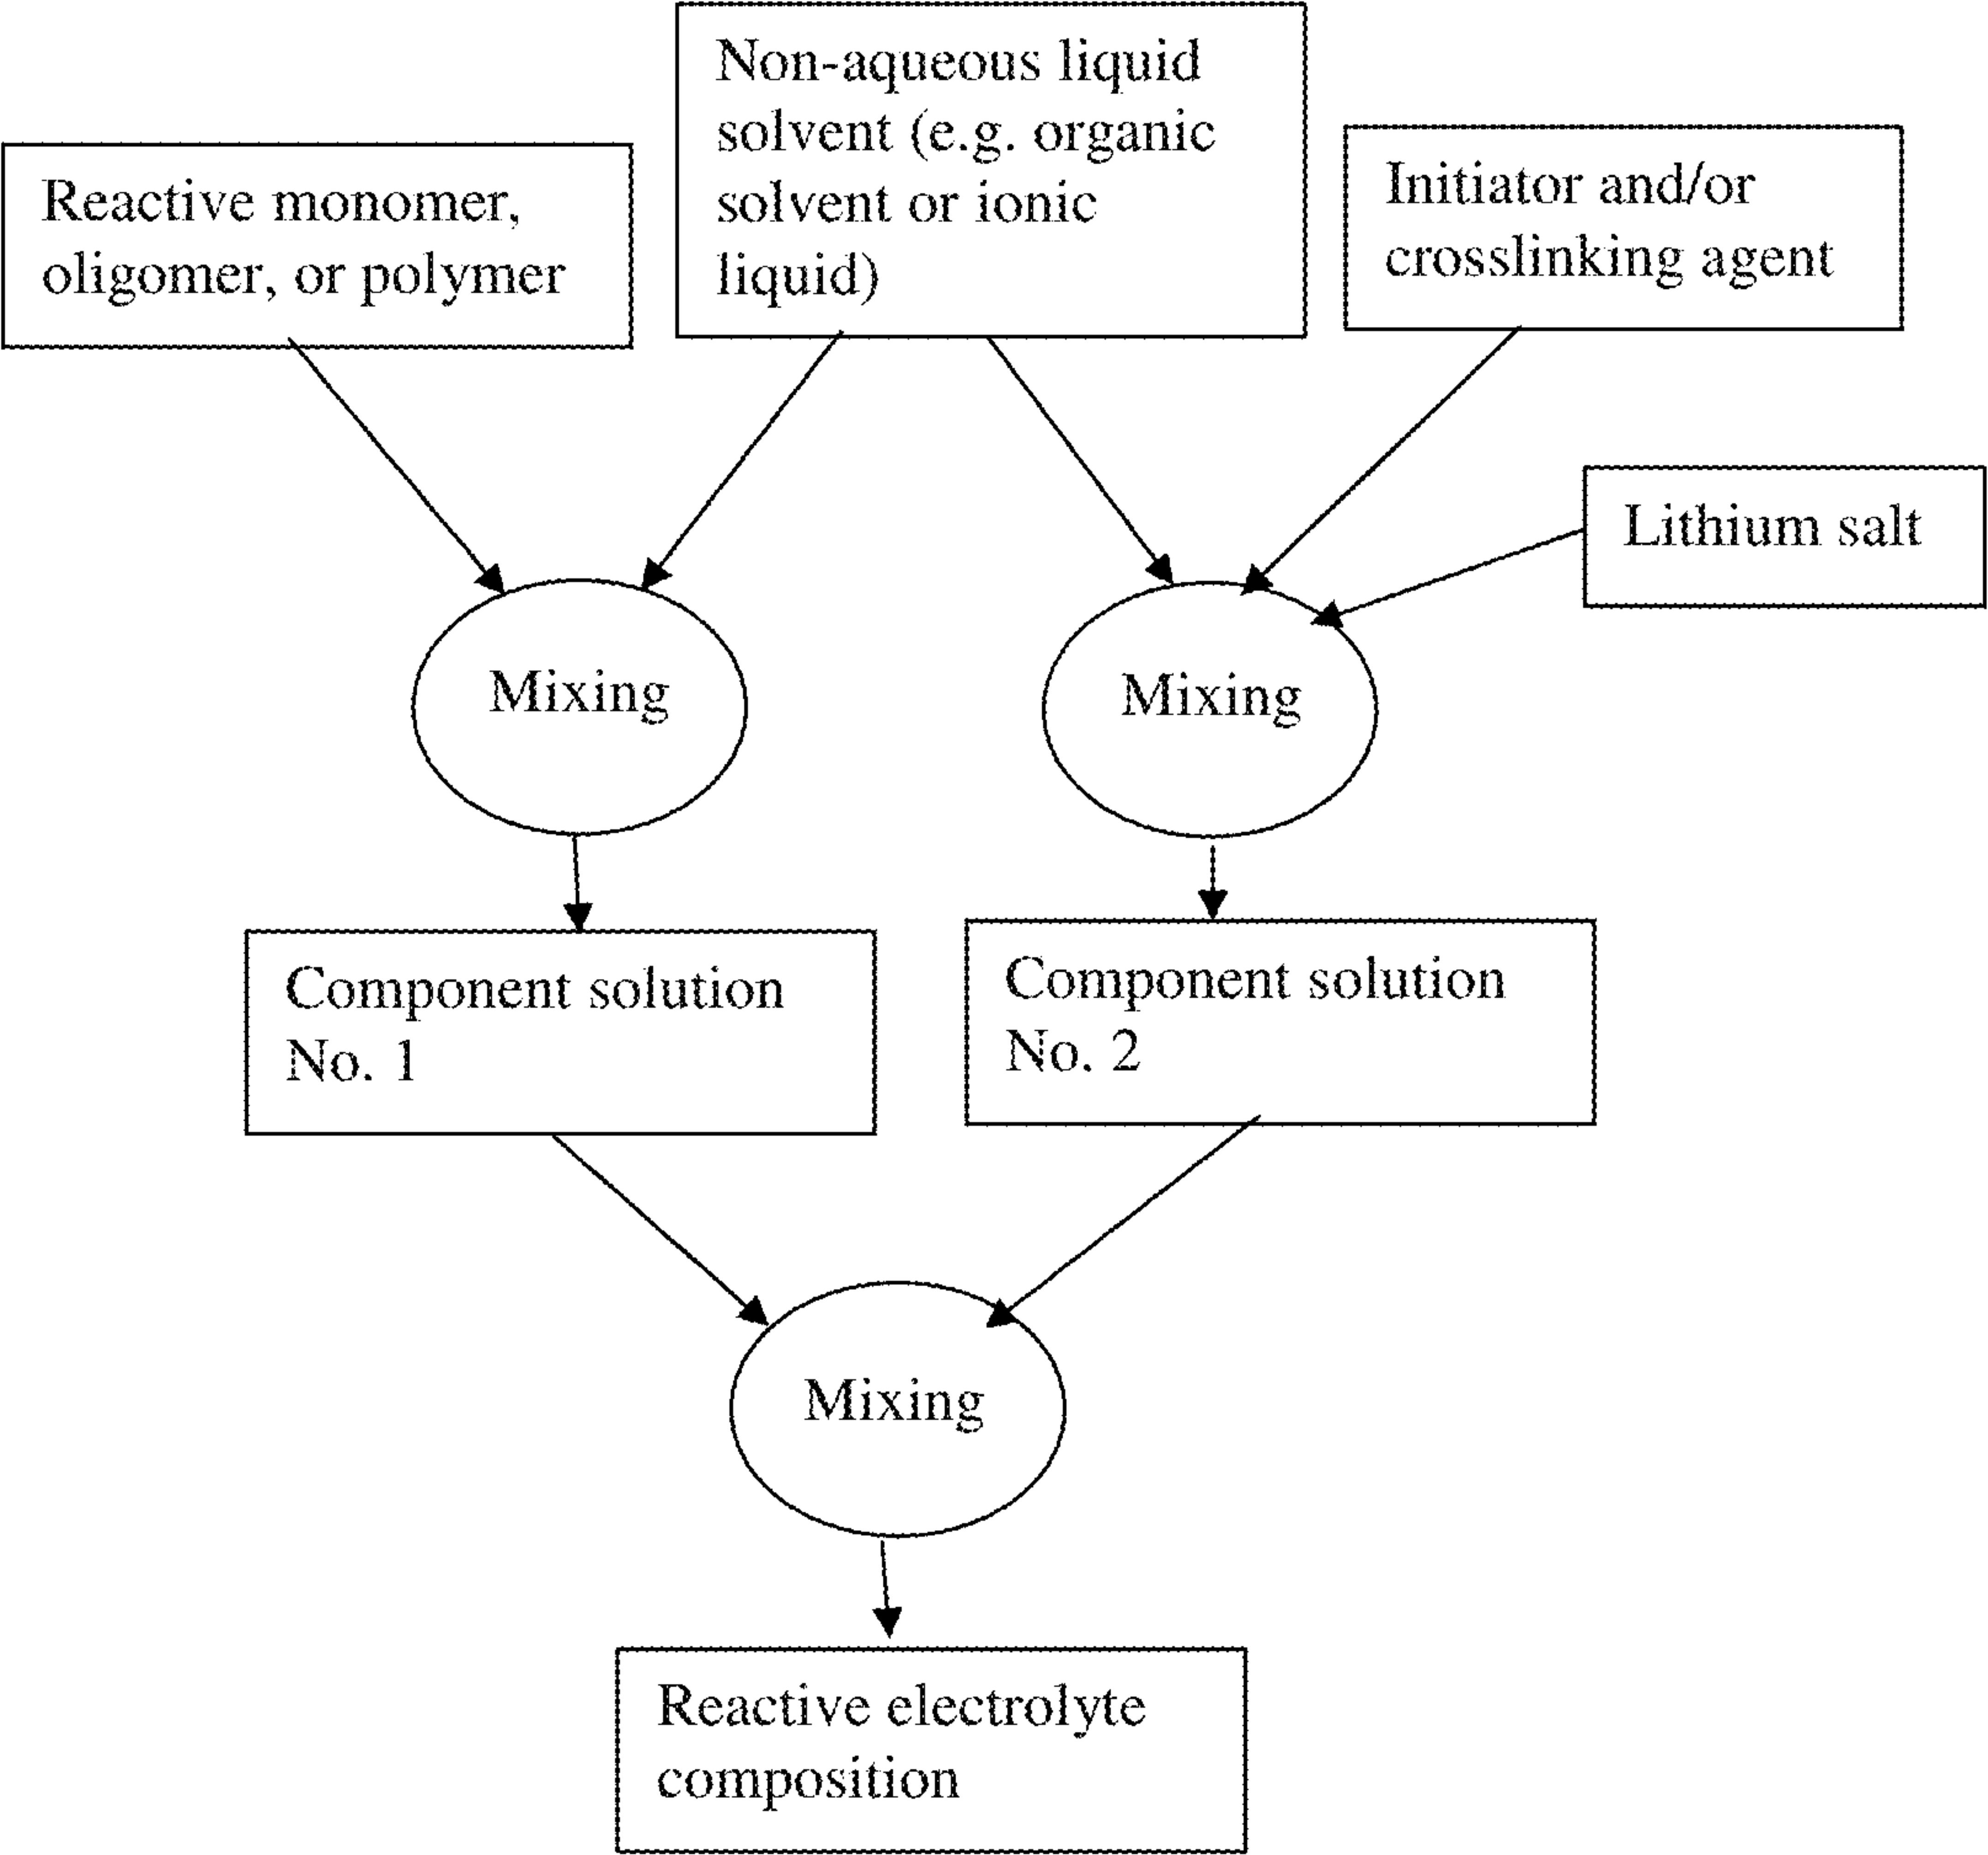 Non-aqueous liquid
solvent (e.g. organic
solvent or ionic
liquid)
Reactive monomer,
oligomer, or polymer
Initiator and/or
crosslinking agent
Lithium salt
Mixing
Mixing
Component solution
No. 1
Component solution
No. 2
Mixing
Reactive electrolyte
composition